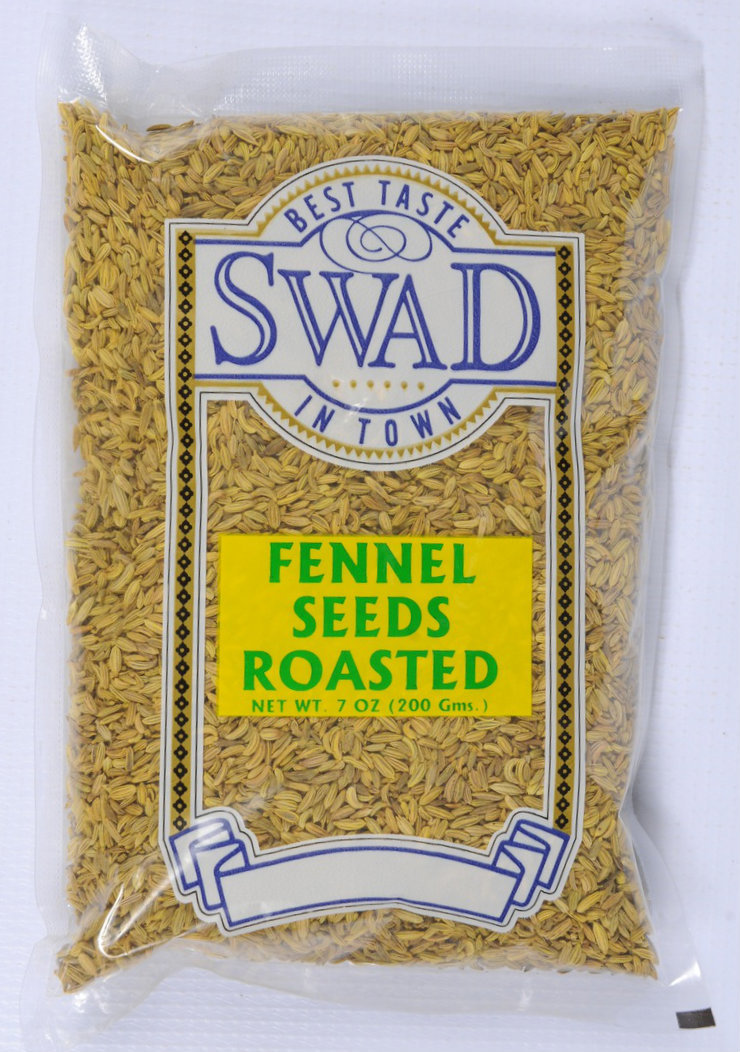 BEST TASTE
SWAD
IN TOWN
FENNEL
SEEDS
ROASTED
NET WT. 7 OZ (200 Gms.)